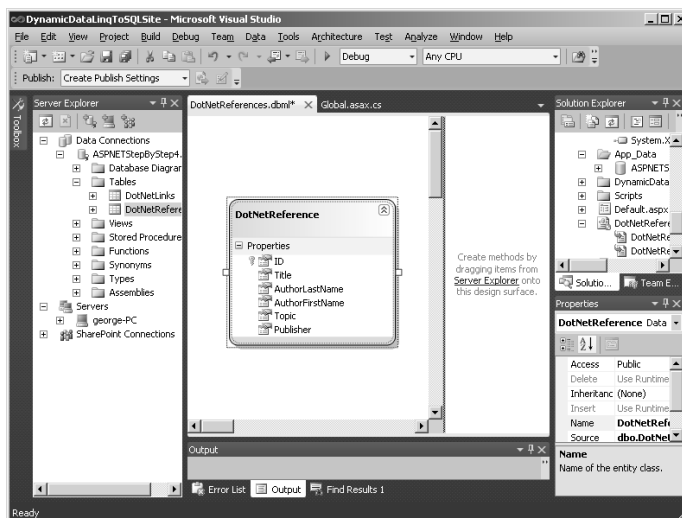 DynamicDataLinqToSQLSite - Microsoft Visual Studio
File Edit View Project Build Debug Team Data Tools Architecture Test Analyze Window Help
Debug Any CPU
Publish: Create Publish Settings
Toolbox
Server Explorer
Data Connections
ASPNETStepByStep4.
Database Diagrar
Tables
DotNetLinks
DotNetRefere
Views
Stored Procedure
Functions
Synonyms
Types
Assemblies
Servers
george-PC
SharePoint Connections
DotNetReferences.dbml* Global.asax.cs
DotNetReference
Properties
ID
Title
AuthorLastName
AuthorFirstName
Topic
Publisher
Create methods by
dragging items from
Server Explorer onto
this design surface.
Output
Error List Output Find Results 1
Solution Explorer
System.X
App_Data
ASPNETS
DynamicData
Scripts
Default.aspx
DotNetRefere
DotNetRe
DotNetRe
Solutio... Team E...
Properties
DotNetReference Data
Access Public
Delete Use Runtime
Inheritanc (None)
Insert Use Runtime
Name DotNetRefe
Source dbo.DotNet
Name
Name of the entity class.
Ready